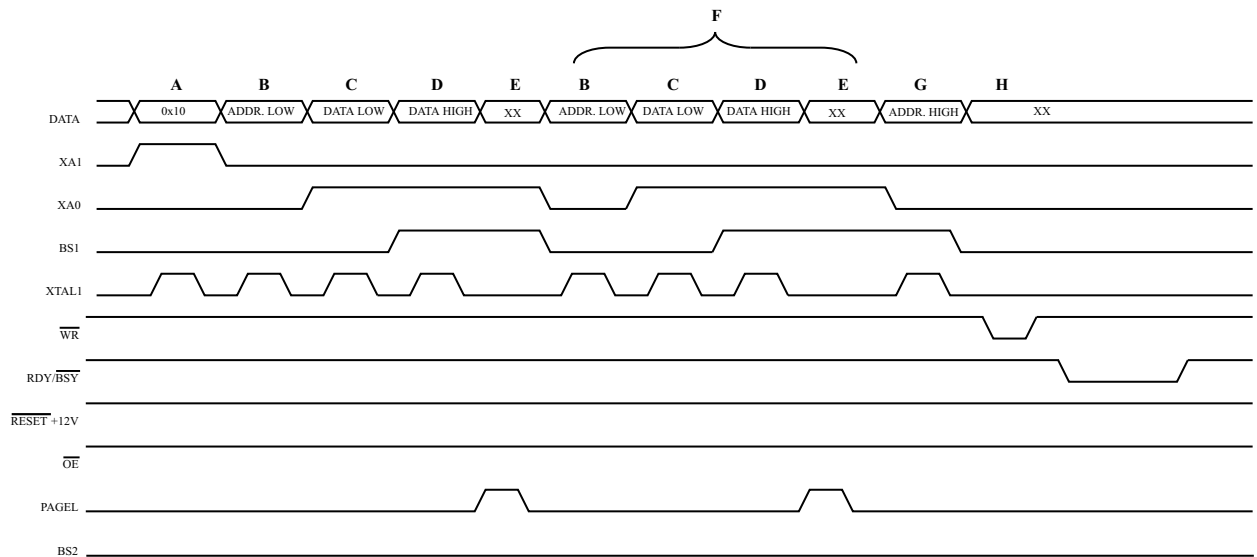 F
A B C D E B C D E G H
DATA 0x10 ADDR. LOW DATA LOW DATA HIGH XX ADDR. LOW DATA LOW DATA HIGH XX ADDR. HIGH XX
XA1
XA0
BS1
XTAL1
WR
RDY/BSY
RESET +12V
OE
PAGEL
BS2